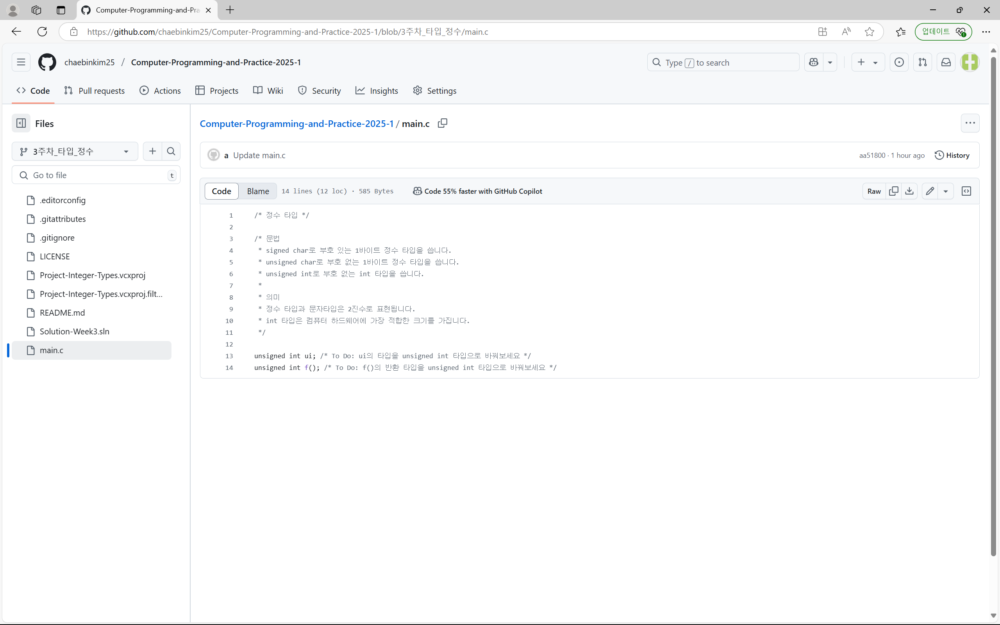 Computer-Programming-and-Pra
https://github.com/chaebinkim25/Computer-Programming-and-Practice-2025-1/blob/3주차_타입_정수/main.c
업데이트
chaebinkim25 / Computer-Programming-and-Practice-2025-1
Type / to search
Code Pull requests Actions Projects Wiki Security Insights Settings
Files
3주차_타입_정수
Go to file t
.editorconfig
.gitattributes
.gitignore
LICENSE
Project-Integer-Types.vcxproj
Project-Integer-Types.vcxproj.filt...
README.md
Solution-Week3.sln
main.c
Computer-Programming-and-Practice-2025-1 / main.c
a Update main.c
aa51800 · 1 hour ago History
Code Blame 14 lines (12 loc) · 585 Bytes Code 55% faster with GitHub Copilot Raw
1 /* 정수 타입 */
2
3 /* 문법
4 * signed char로 부호 있는 1바이트 정수 타입을 씁니다.
5 * unsigned char로 부호 없는 1바이트 정수 타입을 씁니다.
6 * unsigned int로 부호 없는 int 타입을 씁니다.
7 *
8 * 의미
9 * 정수 타입과 문자타입은 2진수로 표현됩니다.
10 * int 타입은 컴퓨터 하드웨어에 가장 적합한 크기를 가집니다.
11 */
12
13 unsigned int ui; /* To Do: ui의 타입을 unsigned int 타입으로 바꿔보세요 */
14 unsigned int f(); /* To Do: f()의 반환 타입을 unsigned int 타입으로 바꿔보세요 */